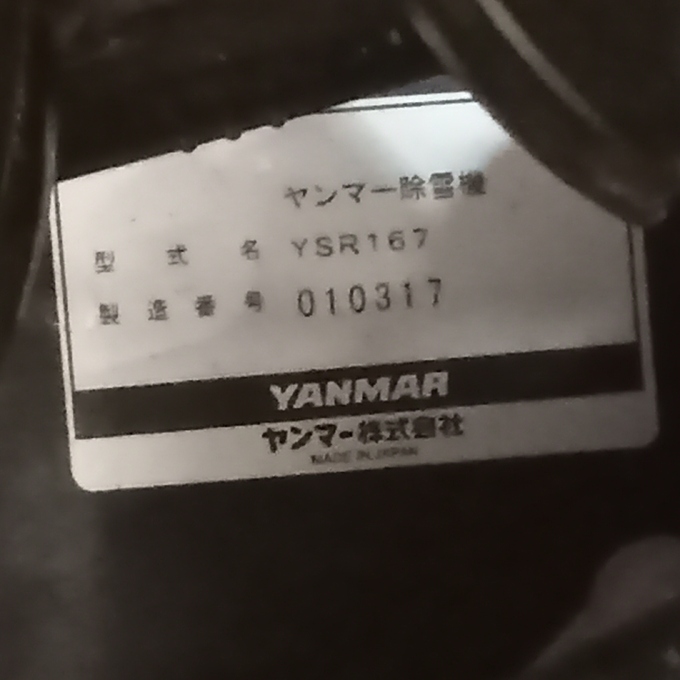 ヤンマー除雪機
型式名 YSR167
製造番号 010317
YANMAR
ヤンマー株式会社
MADE IN JAPAN